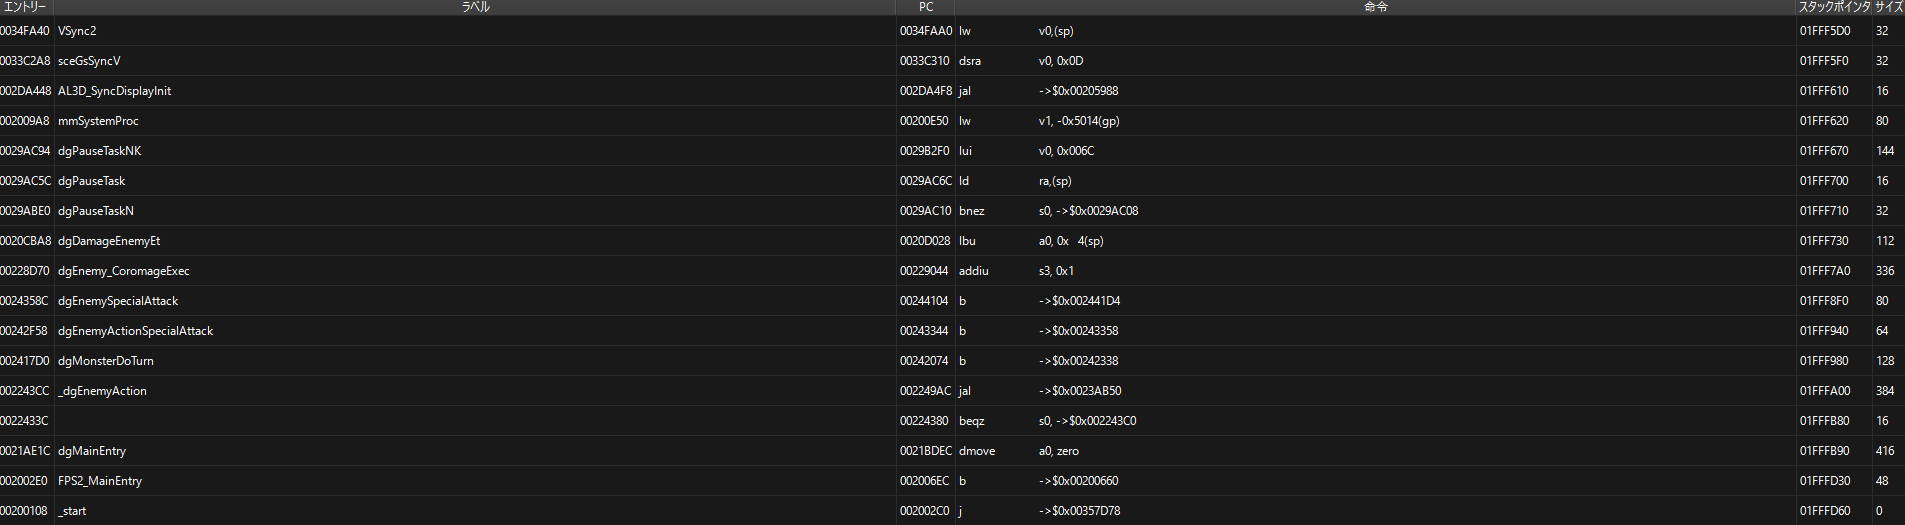 エントリー ラベル PC 命令 スタックポインタ サイズ
0034FA40 VSync2 0034FAA0 lw v0,(sp) 01FFF5D0 32
0033C2A8 sceGsSyncV 0033C310 dsra v0, 0x0D 01FFF5F0 32
002DA448 AL3D_SyncDisplayInit 002DA4F8 jal ->$0x00205988 01FFF610 16
002009A8 mmSystemProc 00200E50 lw v1, -0x5014(gp) 01FFF620 80
0029AC94 dgPauseTaskNK 0029B2F0 lui v0, 0x006C 01FFF670 144
0029AC5C dgPauseTask 0029AC6C ld ra,(sp) 01FFF700 16
0029ABE0 dgPauseTaskN 0029AC10 bnez s0, ->$0x0029AC08 01FFF710 32
0020CBA8 dgDamageEnemyEt 0020D028 lbu a0, 0x   4(sp) 01FFF730 112
00228D70 dgEnemy_CoromageExec 00229044 addiu s3, 0x1 01FFF7A0 336
0024358C dgEnemySpecialAttack 00244104 b ->$0x002441D4 01FFF8F0 80
00242F58 dgEnemyActionSpecialAttack 00243344 b ->$0x00243358 01FFF940 64
002417D0 dgMonsterDoTurn 00242074 b ->$0x00242338 01FFF980 128
002243CC _dgEnemyAction 002249AC jal ->$0x0023AB50 01FFFA00 384
0022433C 00224380 beqz s0, ->$0x002243C0 01FFFB80 16
0021AE1C dgMainEntry 0021BDEC dmove a0, zero 01FFFB90 416
002002E0 FPS2_MainEntry 002006EC b ->$0x00200660 01FFFD30 48
00200108 _start 002002C0 j ->$0x00357D78 01FFFD60 0